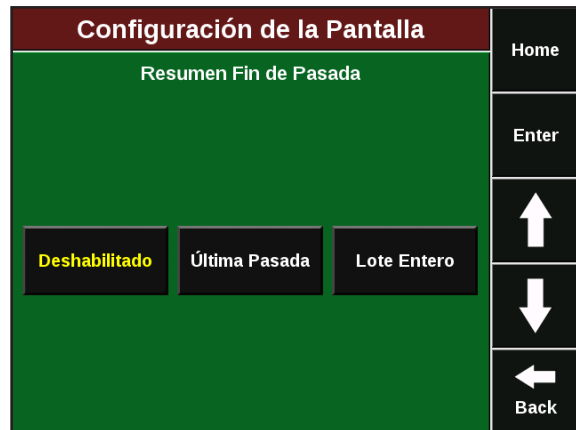 Configuración de la Pantalla
Resumen Fin de Pasada
Deshabilitado
Última Pasada
Lote Entero
Home
Enter
Back